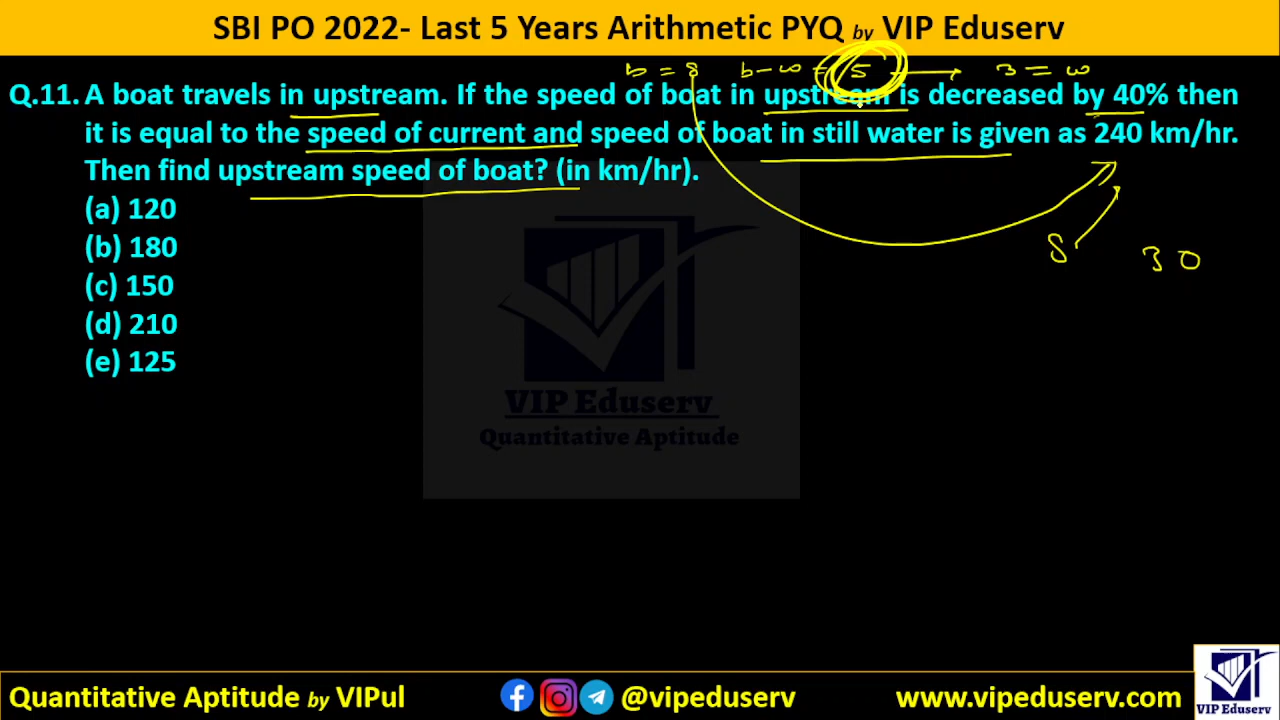 SBI PO 2022- Last 5 Years Arithmetic PYQ by VIP Eduserv
b = 8 b-w = 5 → 3 = w
Q.11. A boat travels in upstream. If the speed of boat in upstream is decreased by 40% then
it is equal to the speed of current and speed of boat in still water is given as 240 km/hr.
Then find upstream speed of boat? (in km/hr).
(a) 120
(b) 180
8 30
(c) 150
(d) 210
(e) 125
VIP Eduserv
Quantitative Aptitude
Quantitative Aptitude by VIPul
@vipeduserv
www.vipeduserv.com
VIP Eduserv